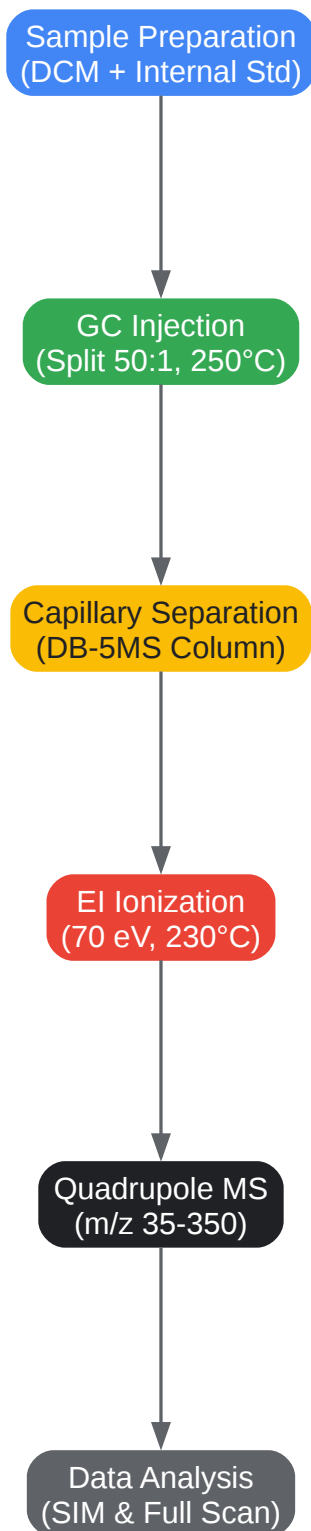 Sample Preparation
(DCM + Internal Std)
GC Injection
(Split 50:1, 250°C)
Capillary Separation
(DB-5MS Column)
EI Ionization
(70 eV, 230°C)
Quadrupole MS
(m/z 35-350)
Data Analysis
(SIM & Full Scan)